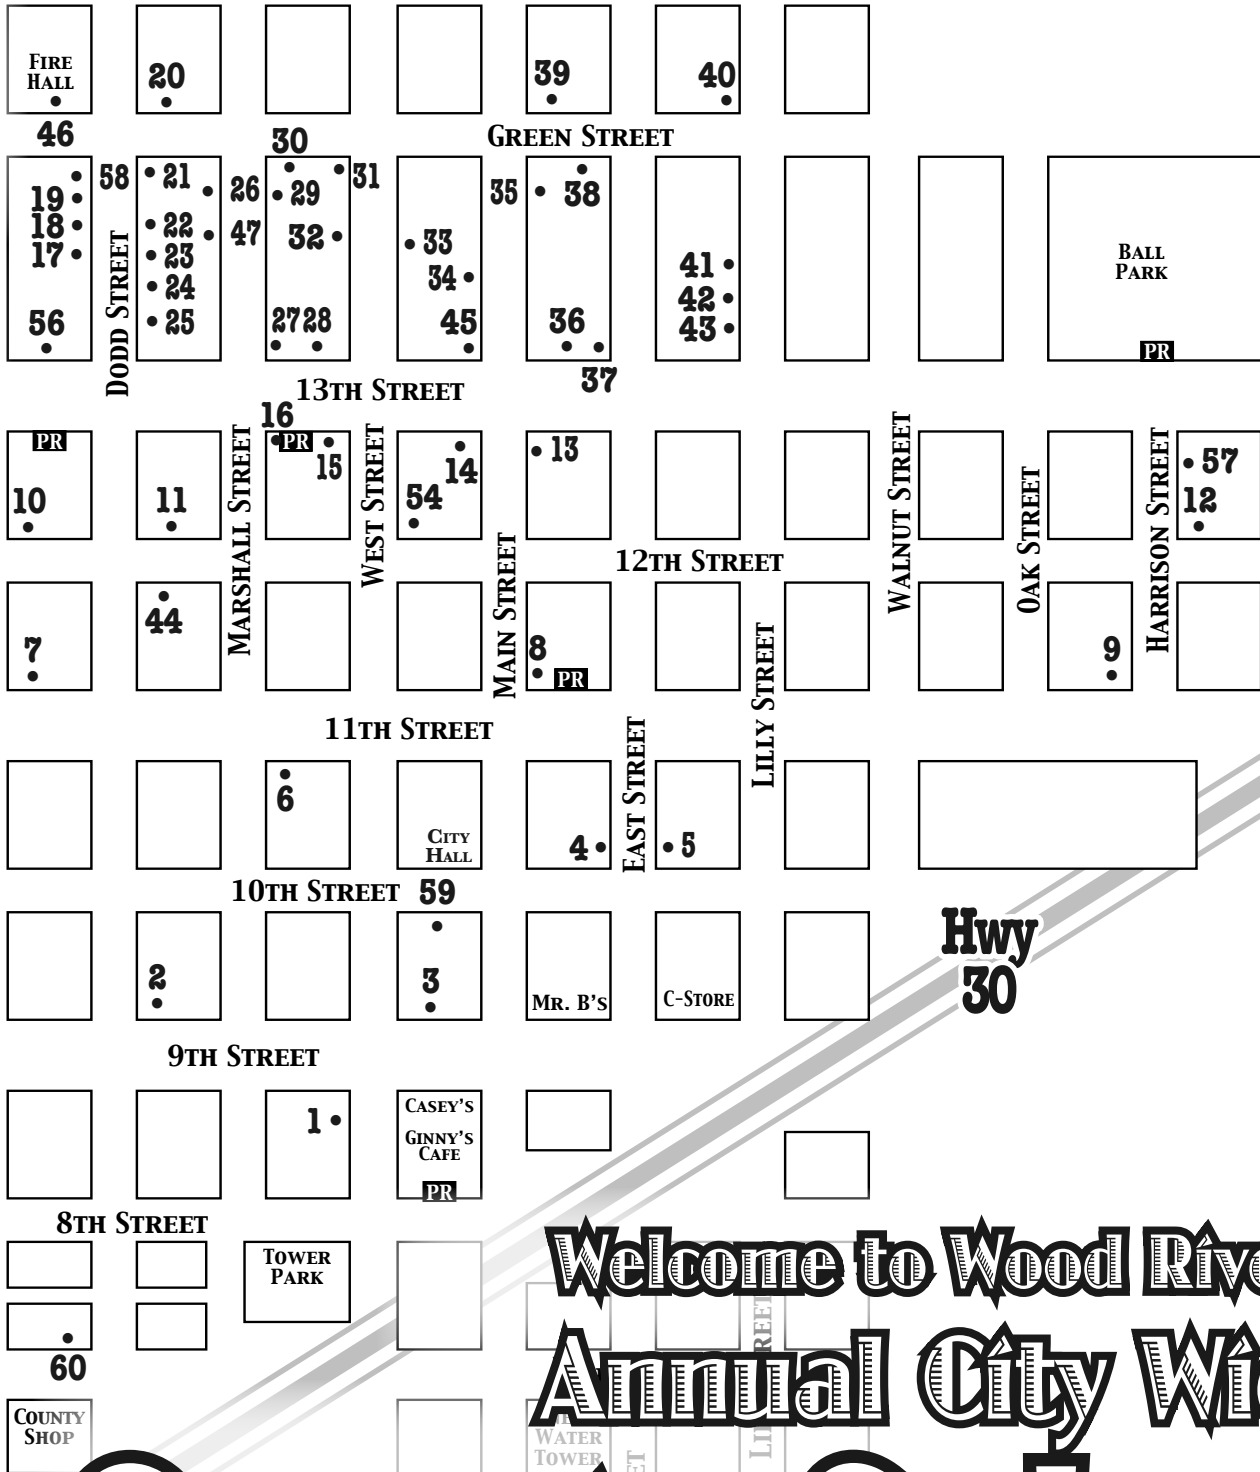 Fire
Hall
20
39
40
46
30
Green Street
58
21
26
29
31
35
38
19
18
17
22
47
32
33
23
24
34
41
42
43
Ball
Park
56
25
27
28
45
36
37
Dodd Street
PR
13th Street
16
PR
15
14
13
57
12
PR
10
11
54
Marshall Street
West Street
Main Street
12th Street
Walnut Street
Oak Street
Harrison Street
7
44
8
PR
9
11th Street
East Street
Lilly Street
6
City
Hall
4
5
10th Street
59
2
3
Mr. B's
C-Store
Hwy
30
9th Street
1
Casey's
Ginny's
Cafe
PR
8th Street
Tower
Park
Welcome to Wood Rive
60
Annual City Wi
County
Shop
Water
Tower